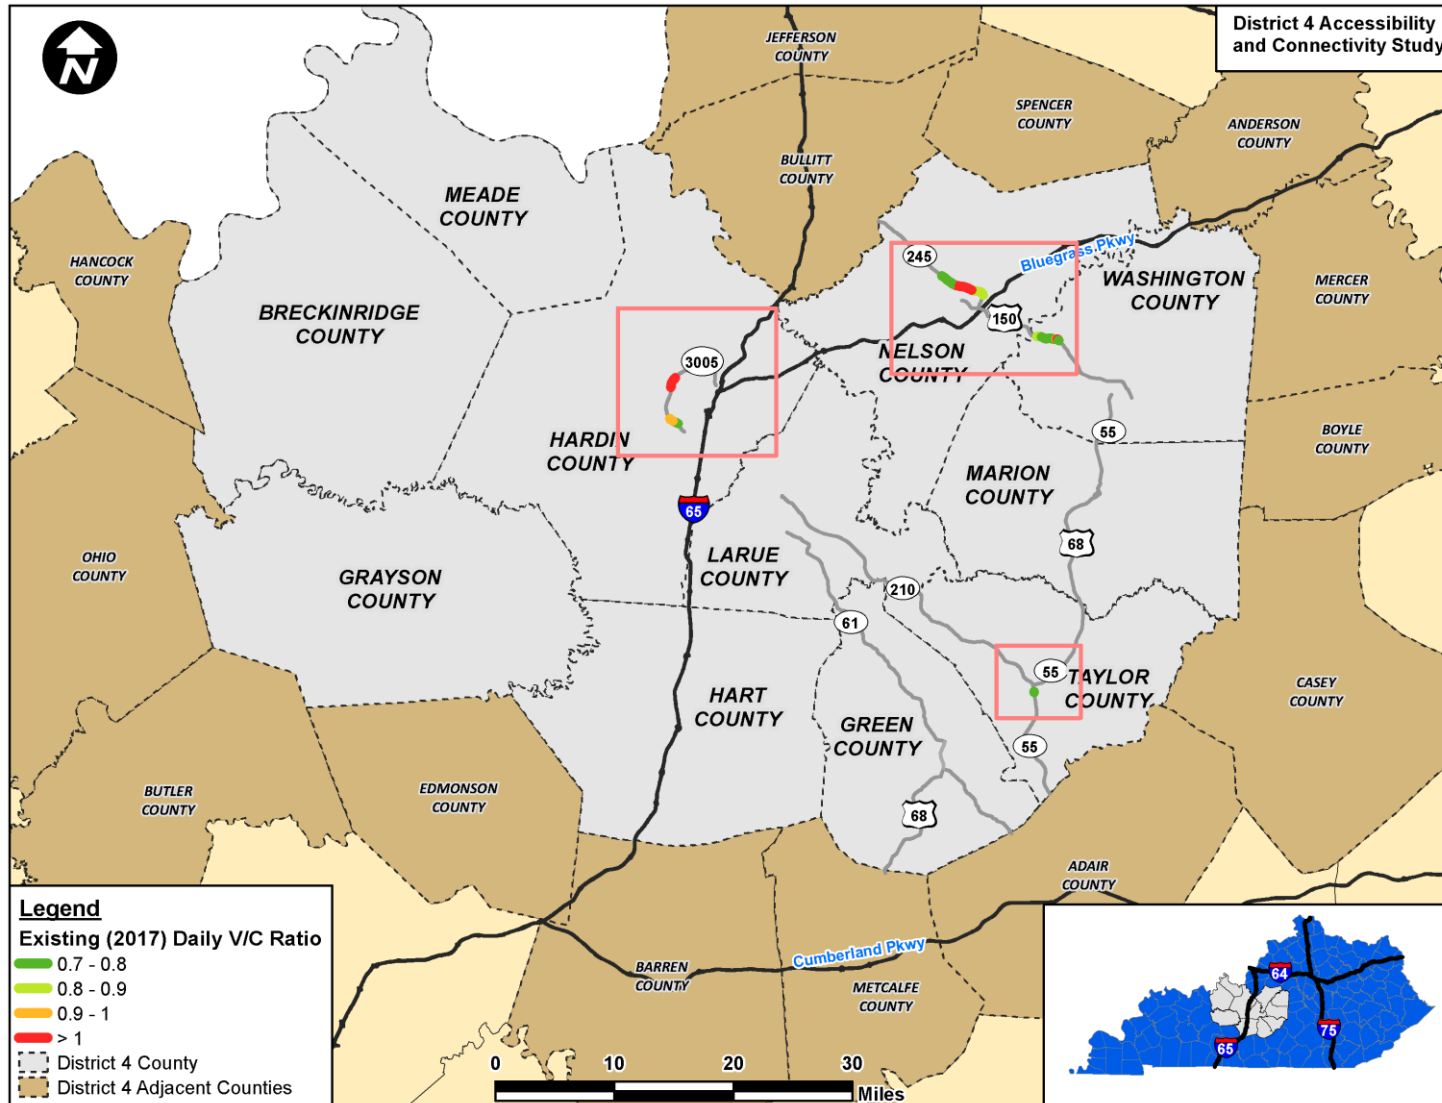 District 4 Accessibility
and Connectivity Study
N
JEFFERSON
COUNTY
SPENCER
COUNTY
ANDERSON
COUNTY
BULLITT
COUNTY
MEADE
COUNTY
HANCOCK
COUNTY
245
Bluegrass Pkwy
WASHINGTON
COUNTY
MERCER
COUNTY
BRECKINRIDGE
COUNTY
150
NELSON
COUNTY
3005
HARDIN
COUNTY
55
BOYLE
COUNTY
MARION
COUNTY
65
68
OHIO
COUNTY
GRAYSON
COUNTY
LARUE
COUNTY
210
61
55
TAYLOR
COUNTY
CASEY
COUNTY
HART
COUNTY
GREEN
COUNTY
55
BUTLER
COUNTY
EDMONSON
COUNTY
68
ADAIR
COUNTY
Cumberland Pkwy
BARREN
COUNTY
METCALFE
COUNTY
Legend
Existing (2017) Daily V/C Ratio
0.7 - 0.8
0.8 - 0.9
0.9 - 1
> 1
District 4 County
District 4 Adjacent Counties
0 10 20 30
Miles
64
75
65